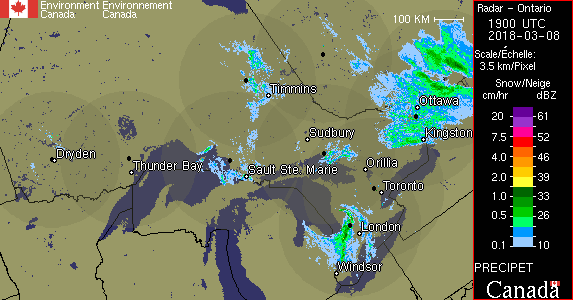 Environment Environnement
Canada Canada
100 KM
Timmins
Ottawa
Kingston
Sudbury
Dryden
Thunder Bay
Sault Ste. Marie
Orillia
Toronto
London
Windsor
Radar - Ontario
1900 UTC
2018-03-08
Scale/Échelle:
3.5 km/Pixel
Snow/Neige
cm/hr dBZ
20 61
7.5 52
4.0 46
2.0 39
1.0 33
0.5 26
0.1 10
PRECIPET
Canada